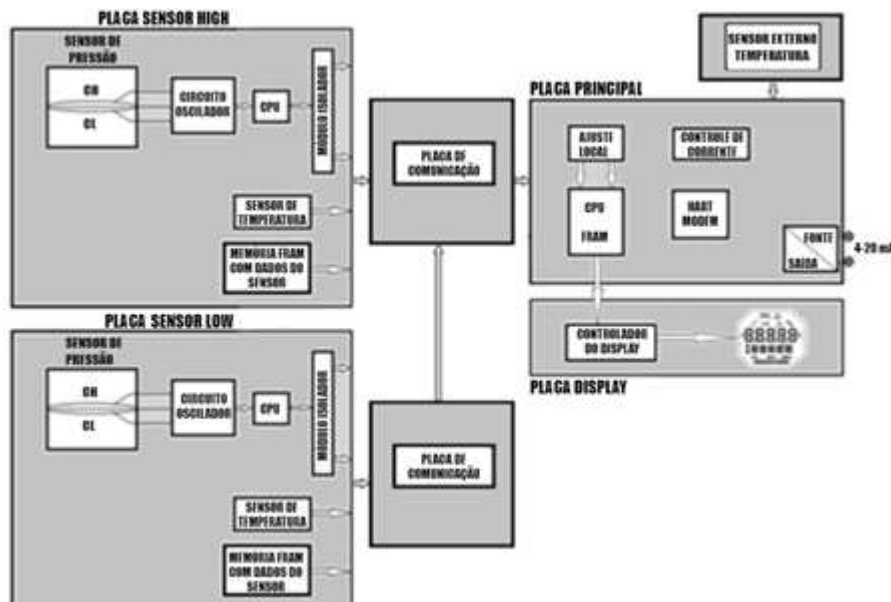 PLACA SENSOR HIGH
SENSOR DE
PRESSÃO
CH
CL
CIRCUITO
OSCILADOR
CPU
MÓDULO ISOLADOR
SENSOR DE
TEMPERATURA
MEMÓRIA FRAM
COM DADOS DO
SENSOR
PLACA DE
COMUNICAÇÃO
SENSOR EXTERNO
TEMPERATURA
PLACA PRINCIPAL
AJUSTE
LOCAL
CONTROLE DE
CORRENTE
CPU
FRAM
HART
MODEM
FONTE
SAÍDA
4-20 mA
CONTROLADOR
DO DISPLAY
PLACA DISPLAY
PLACA SENSOR LOW
SENSOR DE
PRESSÃO
CH
CL
CIRCUITO
OSCILADOR
CPU
MÓDULO ISOLADOR
SENSOR DE
TEMPERATURA
MEMÓRIA FRAM
COM DADOS DO
SENSOR
PLACA DE
COMUNICAÇÃO